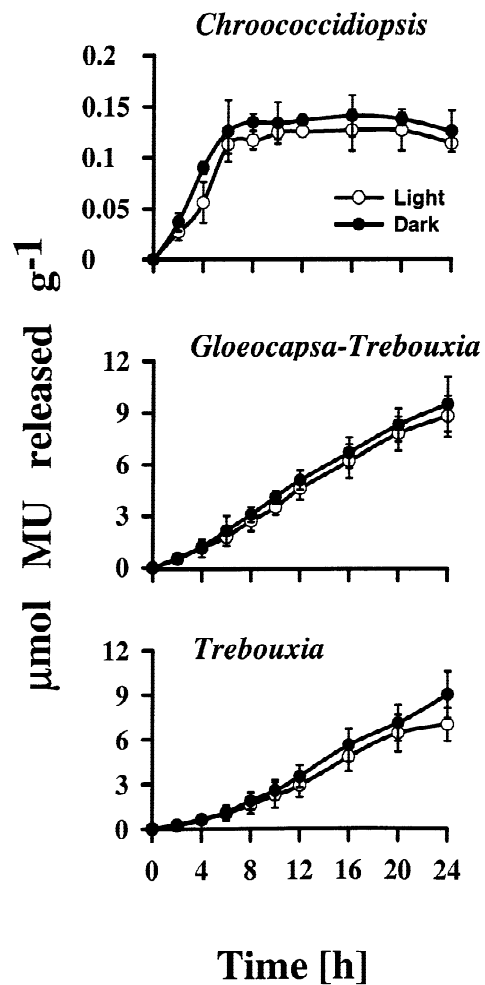 Chroococcidiopsis
0.2
0.15
0.1
0.05
0
Light
Dark
µmol MU released g-1
Gloeocapsa-Trebouxia
12
9
6
3
0
Trebouxia
12
9
6
3
0
0 4 8 12 16 20 24
Time [h]